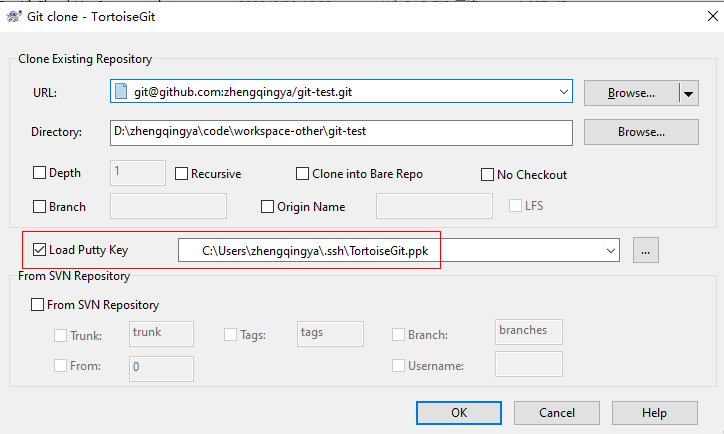 Git clone - TortoiseGit
Clone Existing Repository
URL: git@github.com:zhengqingya/git-test.git Browse...
Directory: D:\zhengqingya\code\workspace-other\git-test Browse...
Depth 1 Recursive Clone into Bare Repo No Checkout
Branch Origin Name LFS
Load Putty Key C:\Users\zhengqingya\.ssh\TortoiseGit.ppk ...
From SVN Repository
From SVN Repository
Trunk: trunk Tags: tags Branch: branches
From: 0 Username:
OK Cancel Help